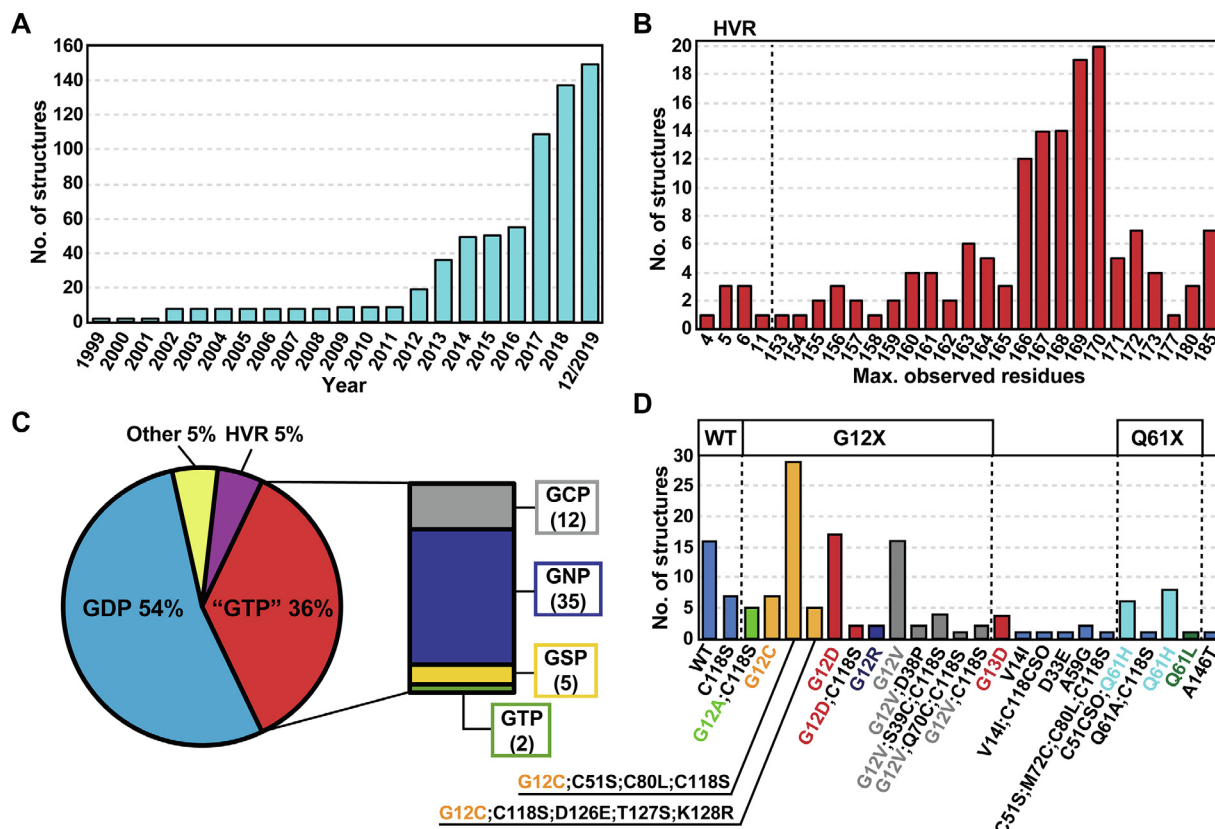 A
No. of structures
160
140
120
100
80
60
40
20
0
1999
2000
2001
2002
2003
2004
2005
2006
2007
2008
2009
2010
2011
2012
2013
2014
2015
2016
2017
2018
12/2019
Year
B
HVR
No. of structures
20
18
16
14
12
10
8
6
4
2
0
4
5
6
11
153
154
155
156
157
158
159
160
161
162
163
164
165
166
167
168
169
170
171
172
173
177
180
185
Max. observed residues
C
Other 5%
HVR 5%
GDP 54%
“GTP” 36%
GCP
(12)
GNP
(35)
GSP
(5)
GTP
(2)
D
WT
G12X
Q61X
No. of structures
30
25
20
15
10
5
0
WT
C118S
G12A;C118S
G12C
G12C;C51S;C80L;C118S
G12C;C118S;D126E;T127S;K128R
G12D
G12D;C118S
G12R
G12V
G12V;D38P
G12V;S39C;C118S
G12V;Q70C;C118S
G12V;C118S
G13D
V14I
V14I;C118CSO
D33E
A59G
C51S;M72C;C80L;C118S
Q61H
C51CSO;Q61A;C118S
Q61H
Q61L
A146T